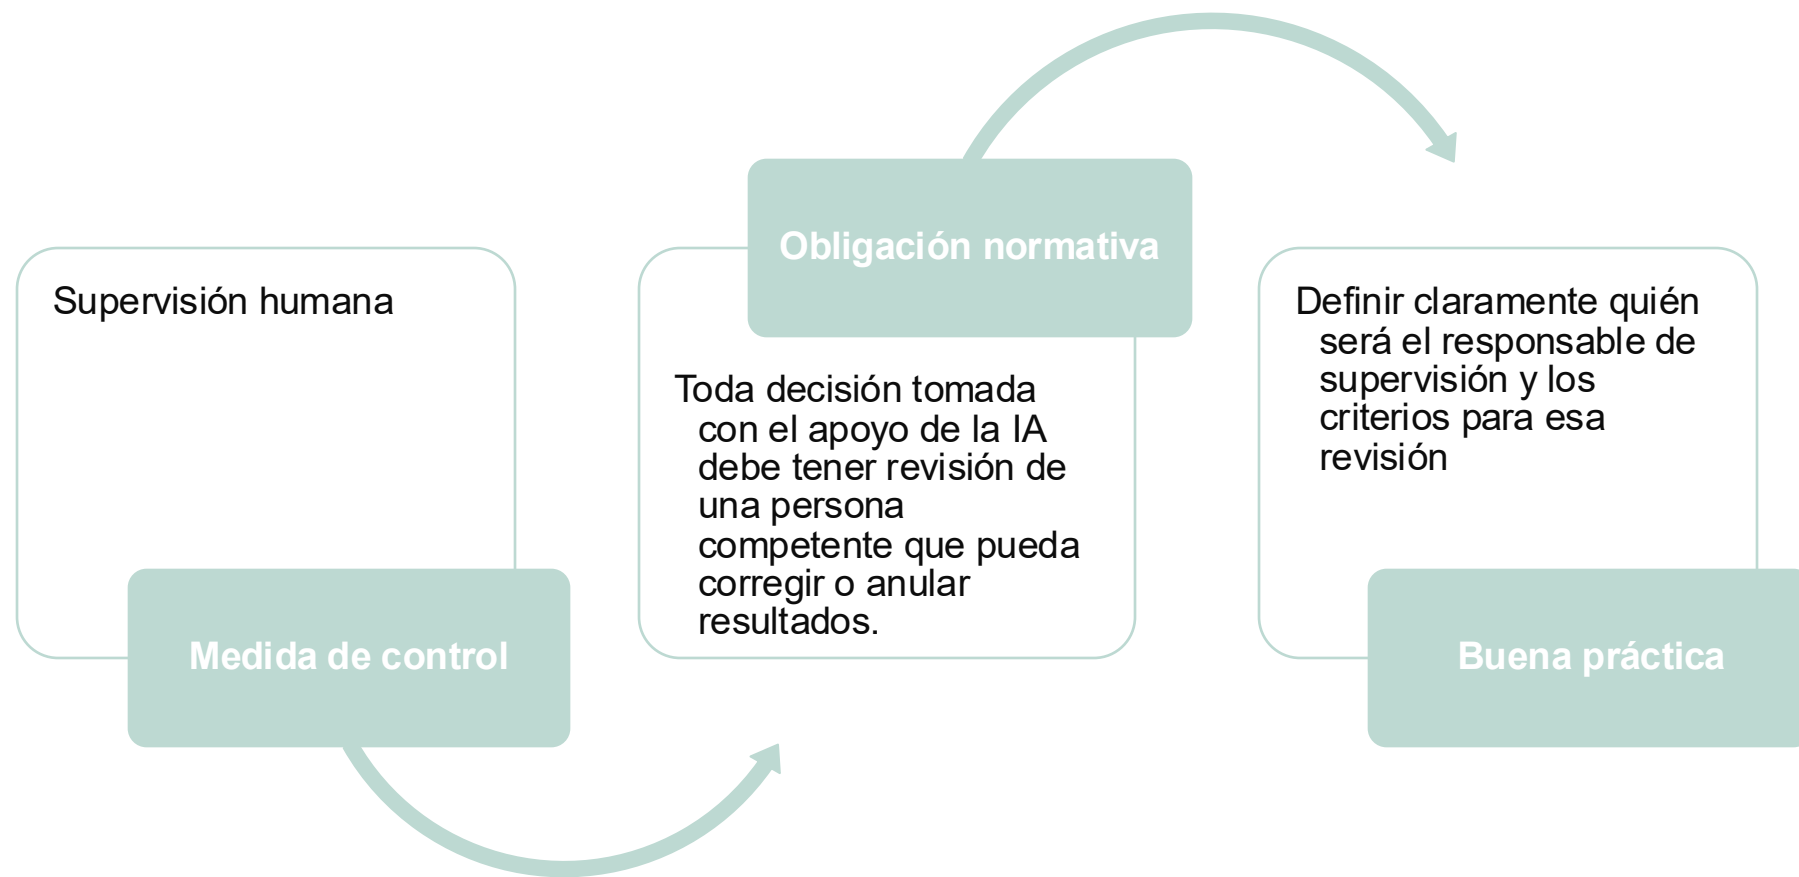 Supervisión humana
Medida de control
Obligación normativa
Toda decisión tomada
con el apoyo de la IA
debe tener revisión de
una persona
competente que pueda
corregir o anular
resultados.
Definir claramente quién
será el responsable de
supervisión y los
criterios para esa
revisión
Buena práctica